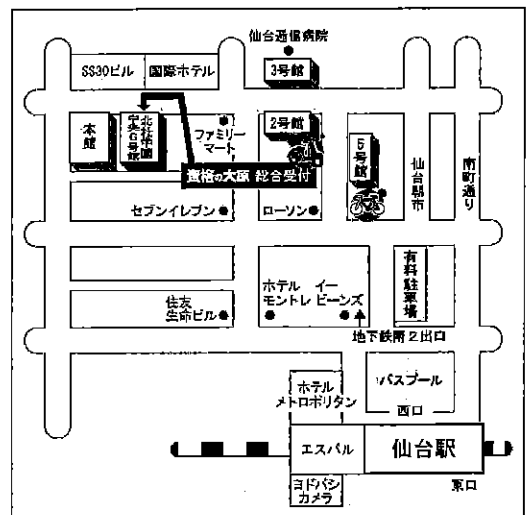 仙台逓信病院
SS30ビル
国際ホテル
3号館
本館
北杜学園
中央6号館
ファミリー
マート
2号館
5号館
仙台朝市
南町通り
資格の大原 総合受付
セブンイレブン
ローソン
有料駐車場
住友
生命ビル
ホテル
モントレ
イー
ビーンズ
地下鉄南2出口
ホテル
メトロポリタン
バスプール
西口
エスパル
仙台駅
東口
ヨドバシ
カメラ